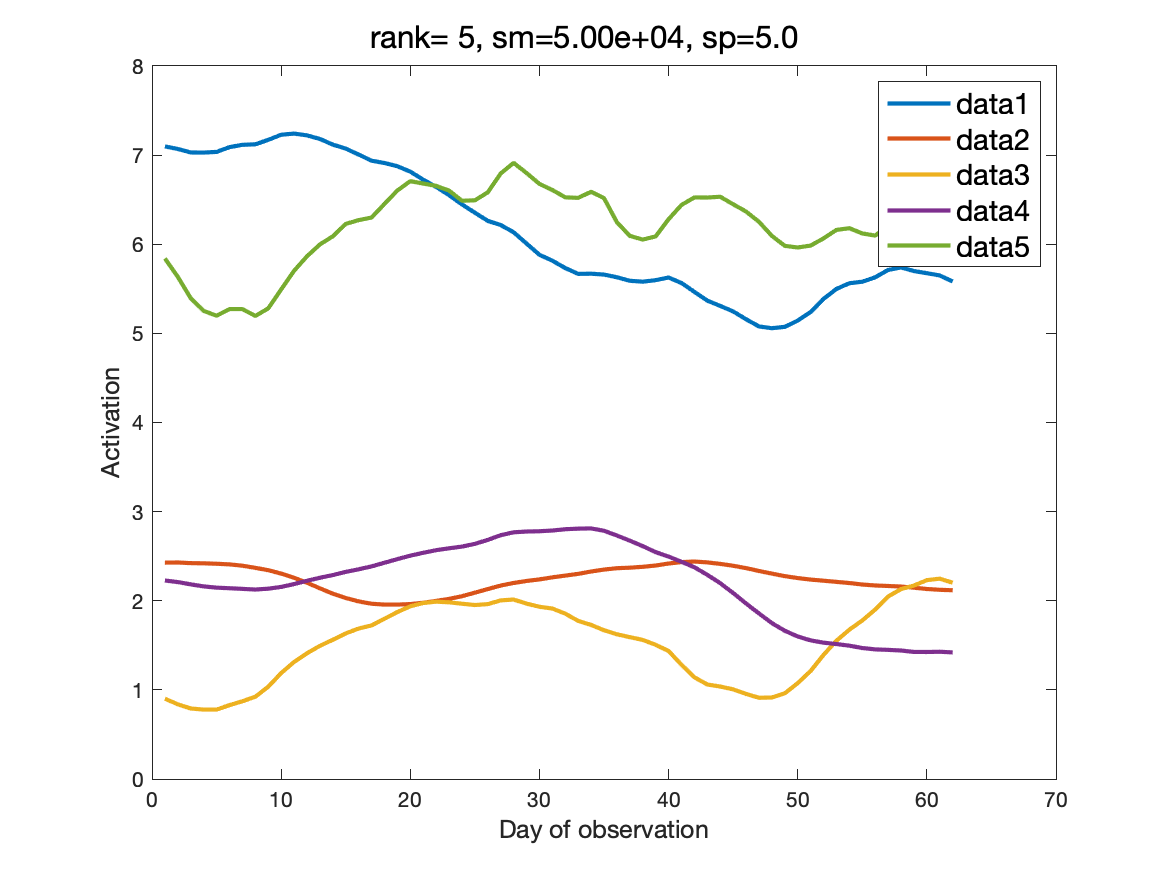 rank= 5, sm=5.00e+04, sp=5.0
8
7
6
5
4
3
2
1
0
Activation
data1
data2
data3
data4
data5
0 10 20 30 40 50 60 70
Day of observation